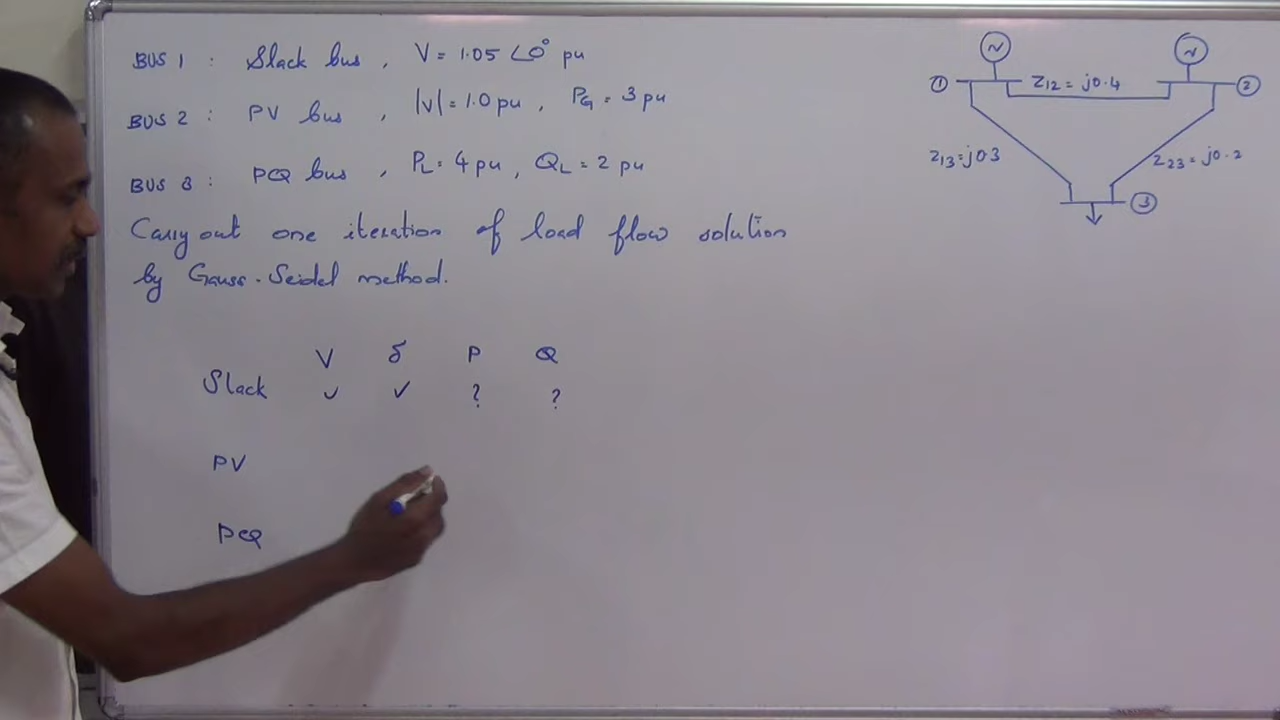 BUS 1 : Slack bus , V = 1.05 ∠0° pu
BUS 2 : PV bus , |V| = 1.0 pu , PG = 3 pu
BUS 3 : PQ bus , PL = 4 pu , QL = 2 pu
Carry out one iteration of load flow solution
by Gauss-Seidel method.
V δ P Q
Slack ✓ ✓ ? ?
PV
PQ
~ ~
① Z12 = j0.4 ②
Z13 = j0.3 Z23 = j0.2
③